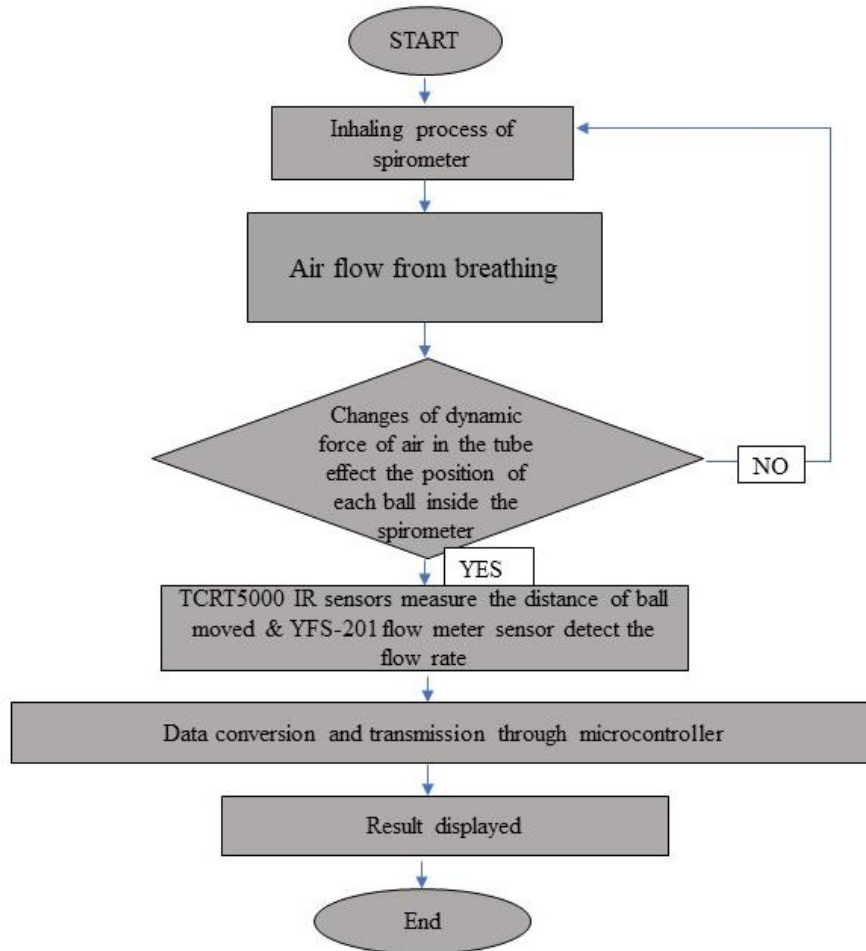 START
Inhaling process of
spirometer
Air flow from breathing
Changes of dynamic
force of air in the tube
effect the position of
each ball inside the
spirometer
NO
YES
TCRT5000 IR sensors measure the distance of ball
moved & YFS-201 flow meter sensor detect the
flow rate
Data conversion and transmission through microcontroller
Result displayed
End